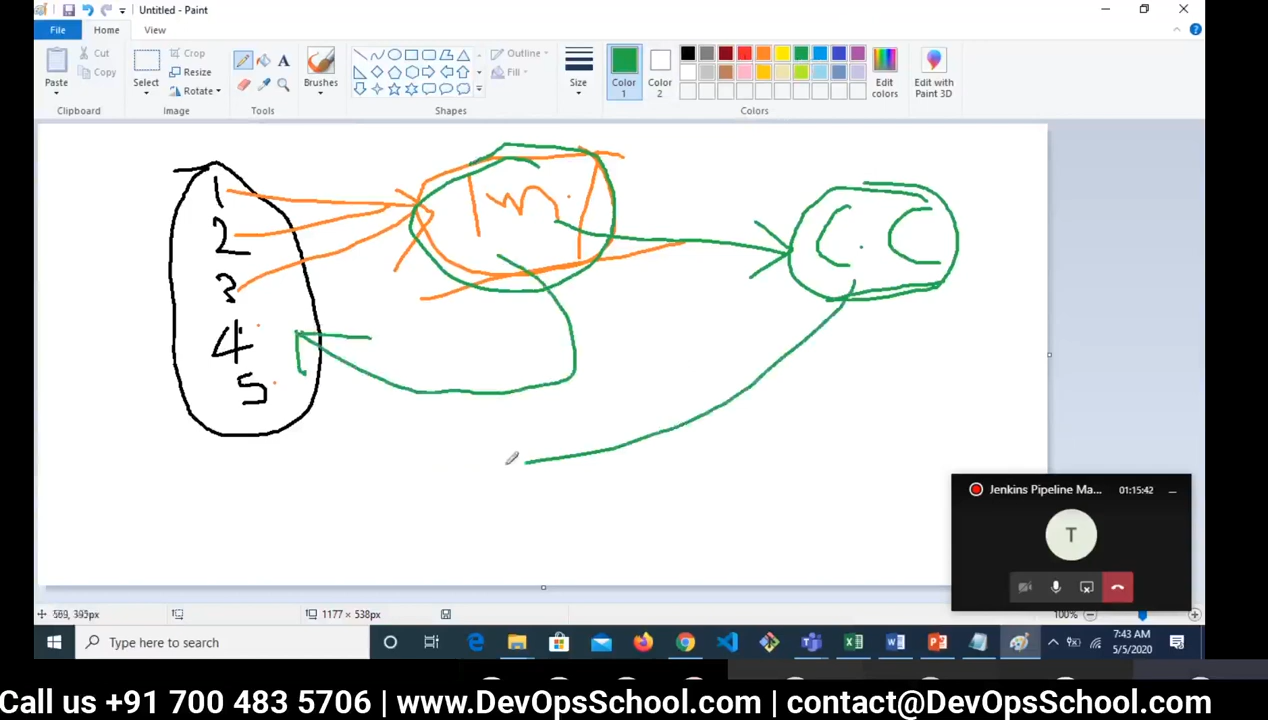 Untitled - Paint
File
Home
View
Paste
Cut
Copy
Clipboard
Select
Crop
Resize
Rotate
Image
Tools
Brushes
Shapes
Outline
Fill
Size
Color 1
Color 2
Edit colors
Edit with Paint 3D
Colors
1
2
3
4
5
m
C.C
Jenkins Pipeline Ma...
01:15:42
T
1177 × 538px
100%
Type here to search
7:43 AM
5/5/2020
Call us +91 700 483 5706 | www.DevOpsSchool.com | contact@DevOpsSchool.com